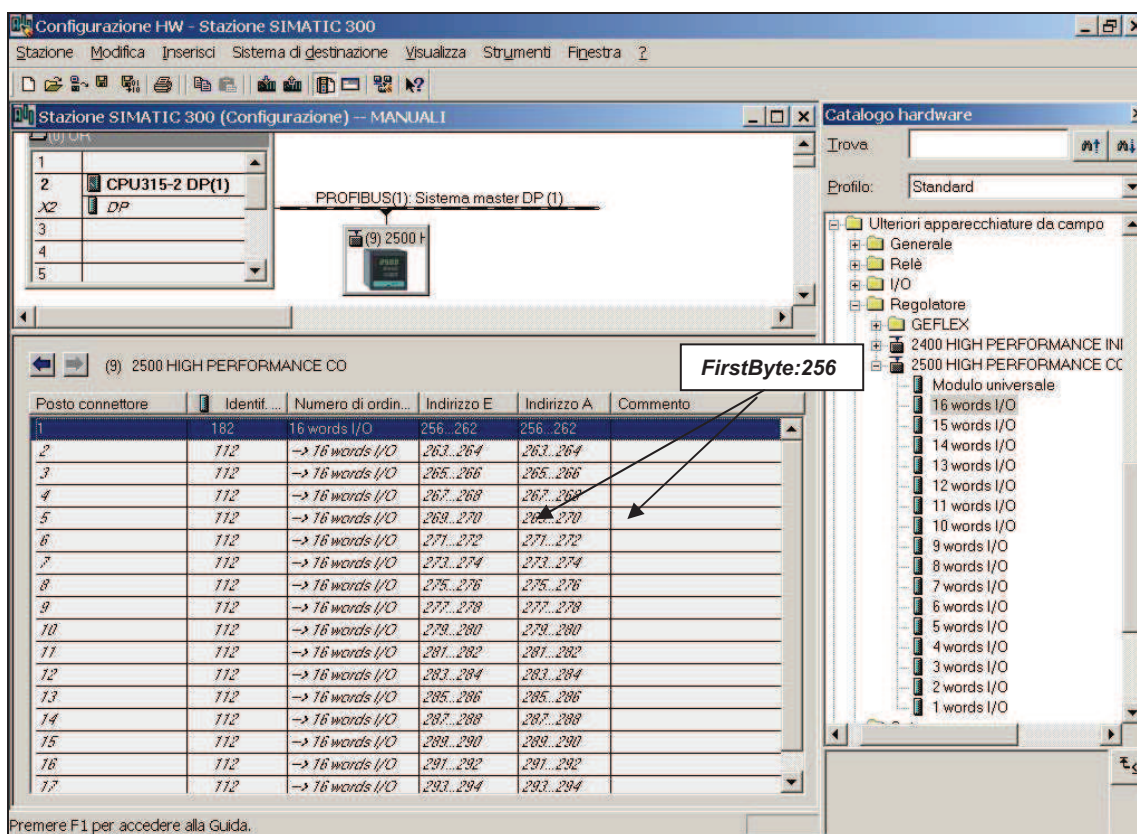 Configurazione HW - Stazione SIMATIC 300
Stazione Modifica Inserisci Sistema di destinazione Visualizza Strumenti Finestra ?
Stazione SIMATIC 300 (Configurazione) -- MANUALI
1
2 CPU315-2 DP(1)
X2 DP
3
4
5
PROFIBUS(1): Sistema master DP (1)
(9) 2500 H
(9) 2500 HIGH PERFORMANCE CO
FirstByte:256
Posto connettore Identif. ... Numero di ordin... Indirizzo E Indirizzo A Commento
1 182 16 words I/O 256...262 256...262
2 112 --> 16 words I/O 263...264 263...264
3 112 --> 16 words I/O 265...266 265...266
4 112 --> 16 words I/O 267...268 267...268
5 112 --> 16 words I/O 269...270 269...270
6 112 --> 16 words I/O 271...272 271...272
7 112 --> 16 words I/O 273...274 273...274
8 112 --> 16 words I/O 275...276 275...276
9 112 --> 16 words I/O 277...278 277...278
10 112 --> 16 words I/O 279...280 279...280
11 112 --> 16 words I/O 281...282 281...282
12 112 --> 16 words I/O 283...284 283...284
13 112 --> 16 words I/O 285...286 285...286
14 112 --> 16 words I/O 287...288 287...288
15 112 --> 16 words I/O 289...290 289...290
16 112 --> 16 words I/O 291...292 291...292
17 112 --> 16 words I/O 293...294 293...294
Premere F1 per accedere alla Guida.
Catalogo hardware
Trova
Profilo: Standard
Ulteriori apparecchiature da campo
Generale
Relè
I/O
Regolatore
GEFLEX
2400 HIGH PERFORMANCE INI
2500 HIGH PERFORMANCE CC
Modulo universale
16 words I/O
15 words I/O
14 words I/O
13 words I/O
12 words I/O
11 words I/O
10 words I/O
9 words I/O
8 words I/O
7 words I/O
6 words I/O
5 words I/O
4 words I/O
3 words I/O
2 words I/O
1 words I/O